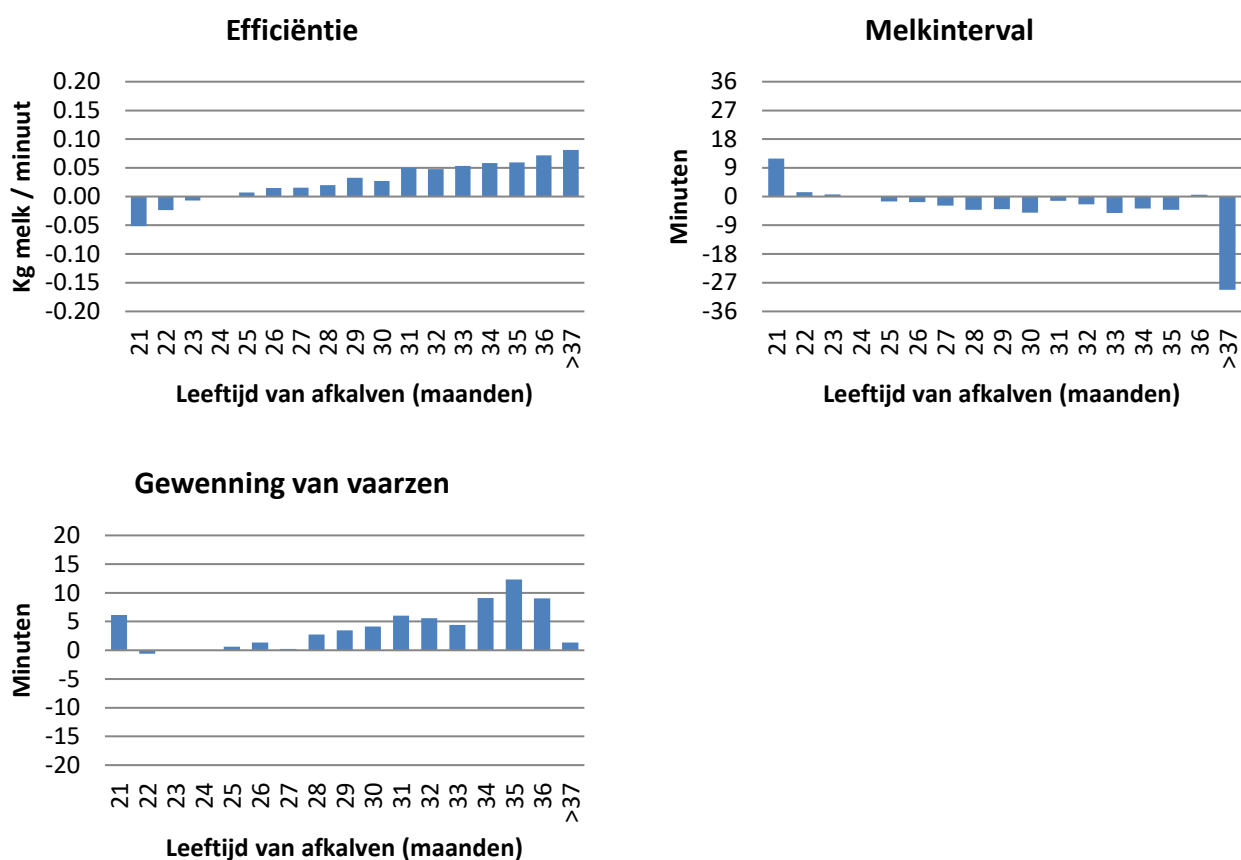 Efficiëntie
Kg melk / minuut
0.20
0.15
0.10
0.05
0.00
-0.05
-0.10
-0.15
-0.20
21 22 23 24 25 26 27 28 29 30 31 32 33 34 35 36 >37
Leeftijd van afkalven (maanden)
Melkinterval
Minuten
36
27
18
9
0
-9
-18
-27
-36
21 22 23 24 25 26 27 28 29 30 31 32 33 34 35 36 >37
Leeftijd van afkalven (maanden)
Gewenning van vaarzen
Minuten
20
15
10
5
0
-5
-10
-15
-20
21 22 23 24 25 26 27 28 29 30 31 32 33 34 35 36 >37
Leeftijd van afkalven (maanden)